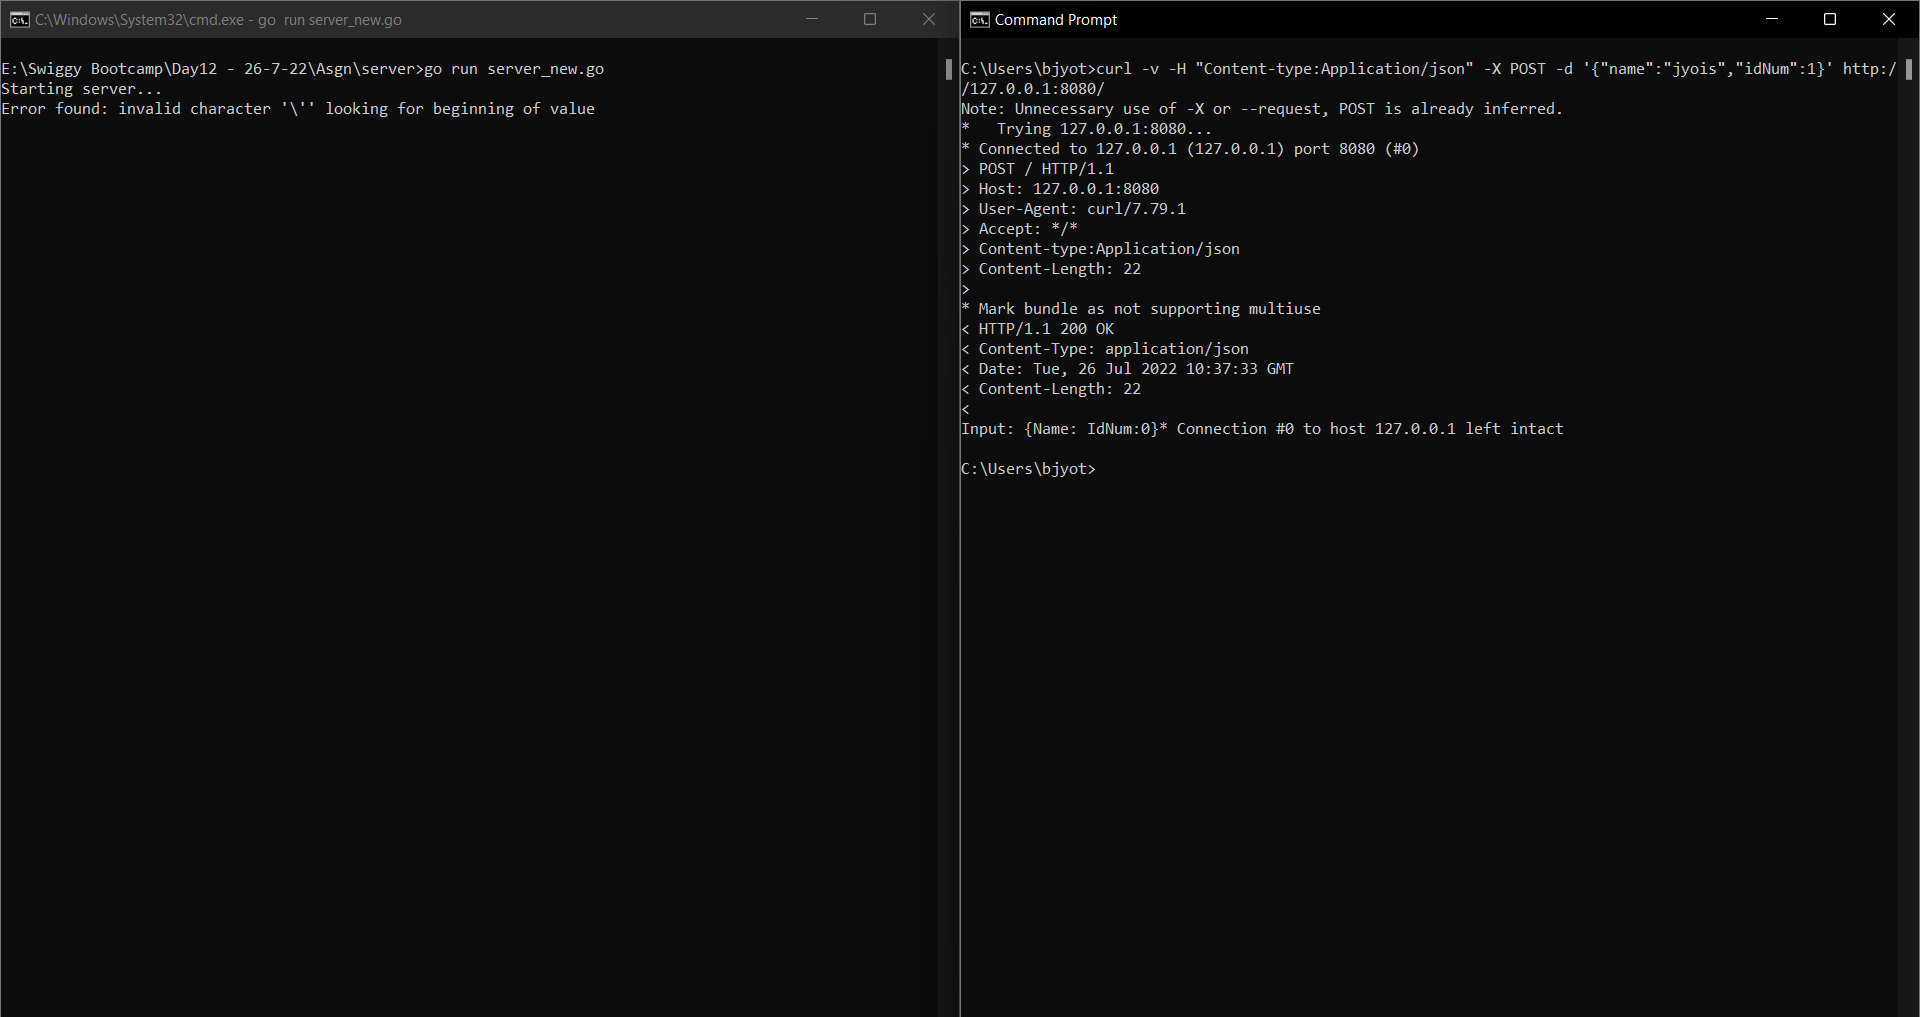 C:\Windows\System32\cmd.exe - go  run server_new.go
E:\Swiggy Bootcamp\Day12 - 26-7-22\Asgn\server>go run server_new.go
Starting server...
Error found: invalid character '\'' looking for beginning of value
Command Prompt
C:\Users\bjyot>curl -v -H "Content-type:Application/json" -X POST -d '{"name":"jyois","idNum":1}' http:/
/127.0.0.1:8080/
Note: Unnecessary use of -X or --request, POST is already inferred.
*   Trying 127.0.0.1:8080...
* Connected to 127.0.0.1 (127.0.0.1) port 8080 (#0)
> POST / HTTP/1.1
> Host: 127.0.0.1:8080
> User-Agent: curl/7.79.1
> Accept: */*
> Content-type:Application/json
> Content-Length: 22
>
* Mark bundle as not supporting multiuse
< HTTP/1.1 200 OK
< Content-Type: application/json
< Date: Tue, 26 Jul 2022 10:37:33 GMT
< Content-Length: 22
<
Input: {Name: IdNum:0}* Connection #0 to host 127.0.0.1 left intact
C:\Users\bjyot>